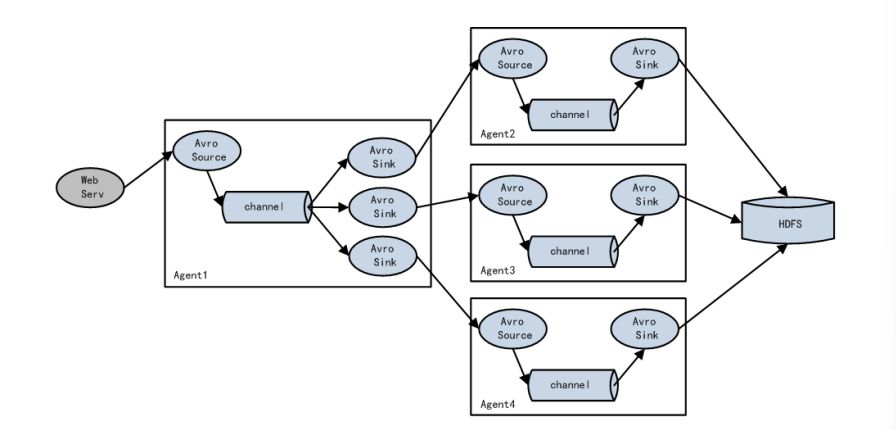 Web
Serv
Avro
Source
channel
Avro
Sink
Avro
Sink
Avro
Sink
Agent1
Avro
Source
channel
Avro
Sink
Agent2
Avro
Source
channel
Avro
Sink
Agent3
Avro
Source
channel
Avro
Sink
Agent4
HDFS